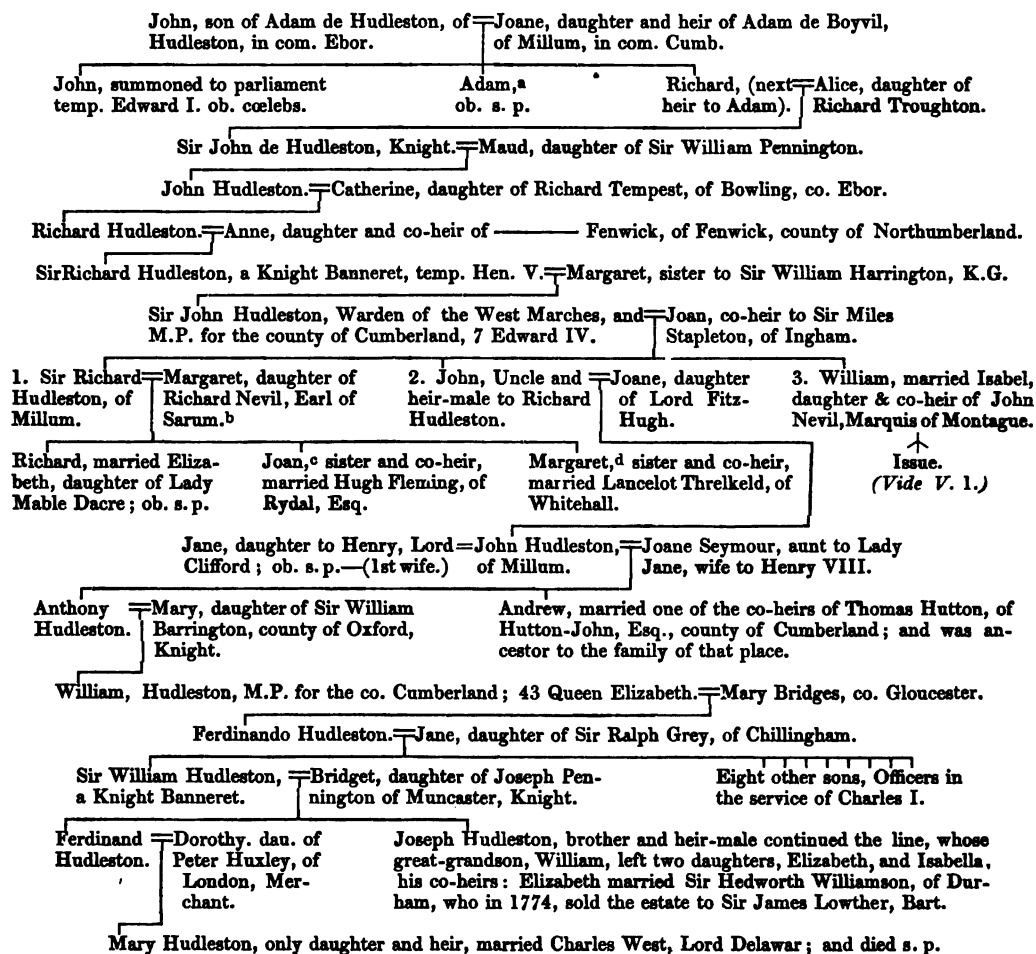 John, son of Adam de Hudleston, of
Hudleston, in com. Ebor.
Joane, daughter and heir of Adam de Boyvil,
of Millum, in com. Cumb.
John, summoned to parliament
temp. Edward I. ob. cœlebs.
Adam,a
ob. s. p.
Richard, (next
heir to Adam).
Alice, daughter of
Richard Troughton.
Sir John de Hudleston, Knight.
Maud, daughter of Sir William Pennington.
John Hudleston.
Catherine, daughter of Richard Tempest, of Bowling, co. Ebor.
Richard Hudleston.
Anne, daughter and co-heir of ——— Fenwick, of Fenwick, county of Northumberland.
SirRichard Hudleston, a Knight Banneret, temp. Hen. V.
Margaret, sister to Sir William Harrington, K.G.
Sir John Hudleston, Warden of the West Marches, and
M.P. for the county of Cumberland, 7 Edward IV.
Joan, co-heir to Sir Miles
Stapleton, of Ingham.
1. Sir Richard
Hudleston, of
Millum.
Margaret, daughter of
Richard Nevil, Earl of
Sarum.b
2. John, Uncle and
heir-male to Richard
Hudleston.
Joane, daughter
of Lord Fitz-
Hugh.
3. William, married Isabel,
daughter & co-heir of John
Nevil, Marquis of Montague.
Richard, married Eliza-
beth, daughter of Lady
Mable Dacre; ob. s. p.
Joan,c sister and co-heir,
married Hugh Fleming, of
Rydal, Esq.
Margaret,d sister and co-heir,
married Lancelot Threlkeld, of
Whitehall.
Issue.
(Vide V. 1.)
Jane, daughter to Henry, Lord
Clifford; ob. s. p.—(1st wife.)
John Hudleston,
of Millum.
Joane Seymour, aunt to Lady
Jane, wife to Henry VIII.
Anthony
Hudleston.
Mary, daughter of Sir William
Barrington, county of Oxford,
Knight.
Andrew, married one of the co-heirs of Thomas Hutton, of
Hutton-John, Esq., county of Cumberland; and was an-
cestor to the family of that place.
William, Hudleston, M.P. for the co. Cumberland; 43 Queen Elizabeth.
Mary Bridges, co. Gloucester.
Ferdinando Hudleston.
Jane, daughter of Sir Ralph Grey, of Chillingham.
Sir William Hudleston,
a Knight Banneret.
Bridget, daughter of Joseph Pen-
nington of Muncaster, Knight.
Eight other sons, Officers in
the service of Charles I.
Ferdinand
Hudleston.
Dorothy. dau. of
Peter Huxley, of
London, Mer-
chant.
Joseph Hudleston, brother and heir-male continued the line, whose
great-grandson, William, left two daughters, Elizabeth, and Isabella,
his co-heirs: Elizabeth married Sir Hedworth Williamson, of Dur-
ham, who in 1774, sold the estate to Sir James Lowther, Bart.
Mary Hudleston, only daughter and heir, married Charles West, Lord Delawar; and died s. p.